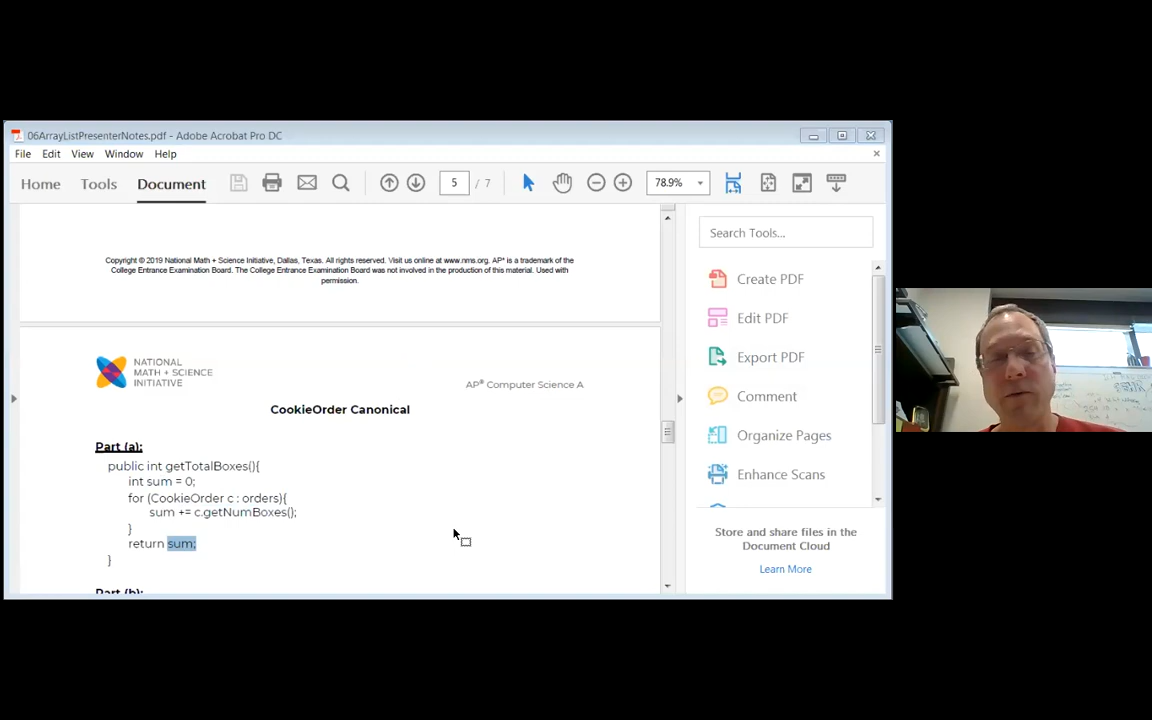 06ArrayListPresenterNotes.pdf - Adobe Acrobat Pro DC
File Edit View Window Help
Home Tools Document 5 / 7 78.9%
Search Tools...
Create PDF
Edit PDF
Export PDF
Comment
Organize Pages
Enhance Scans
Store and share files in the
Document Cloud
Learn More
Copyright © 2019 National Math + Science Initiative, Dallas, Texas. All rights reserved. Visit us online at www.nms.org. AP* is a trademark of the
College Entrance Examination Board. The College Entrance Examination Board was not involved in the production of this material. Used with
permission.
NATIONAL
MATH + SCIENCE
INITIATIVE
AP® Computer Science A
CookieOrder Canonical
Part (a):
public int getTotalBoxes(){
int sum = 0;
for (CookieOrder c : orders){
sum += c.getNumBoxes();
}
return sum;
}
Part (b):